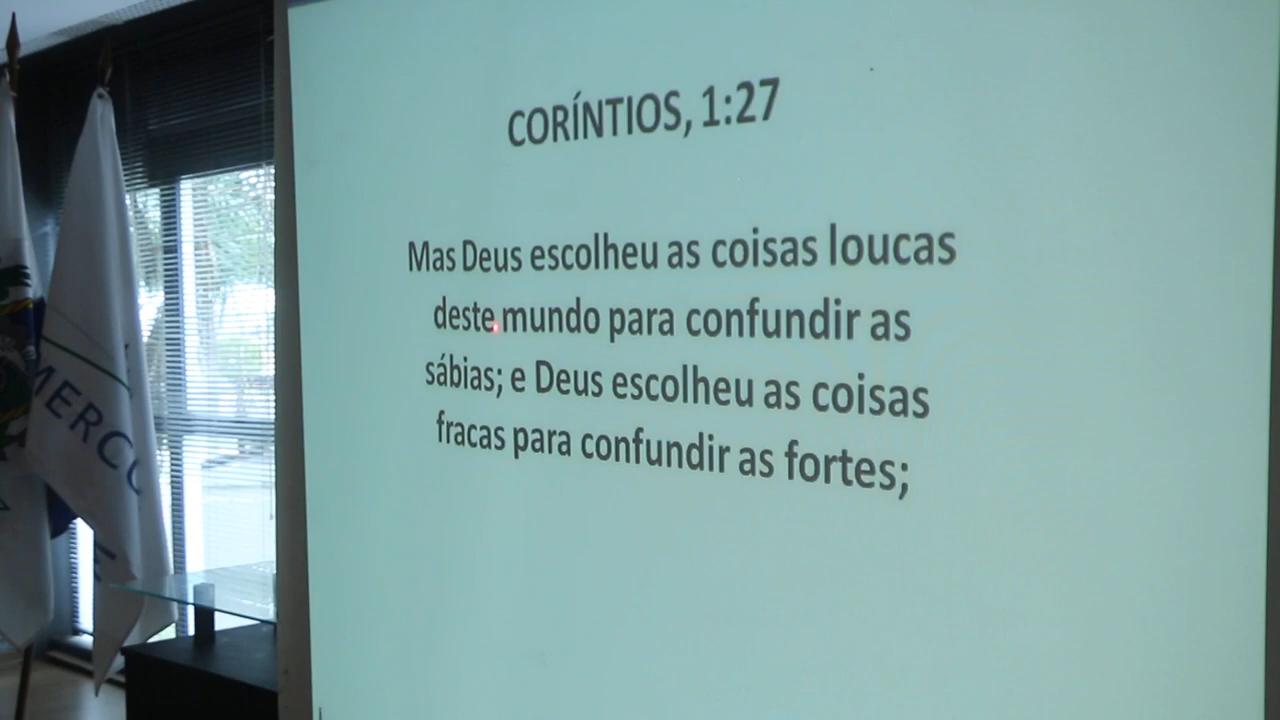 CORÍNTIOS, 1:27
Mas Deus escolheu as coisas loucas
deste mundo para confundir as
sábias; e Deus escolheu as coisas
fracas para confundir as fortes;
MERCO